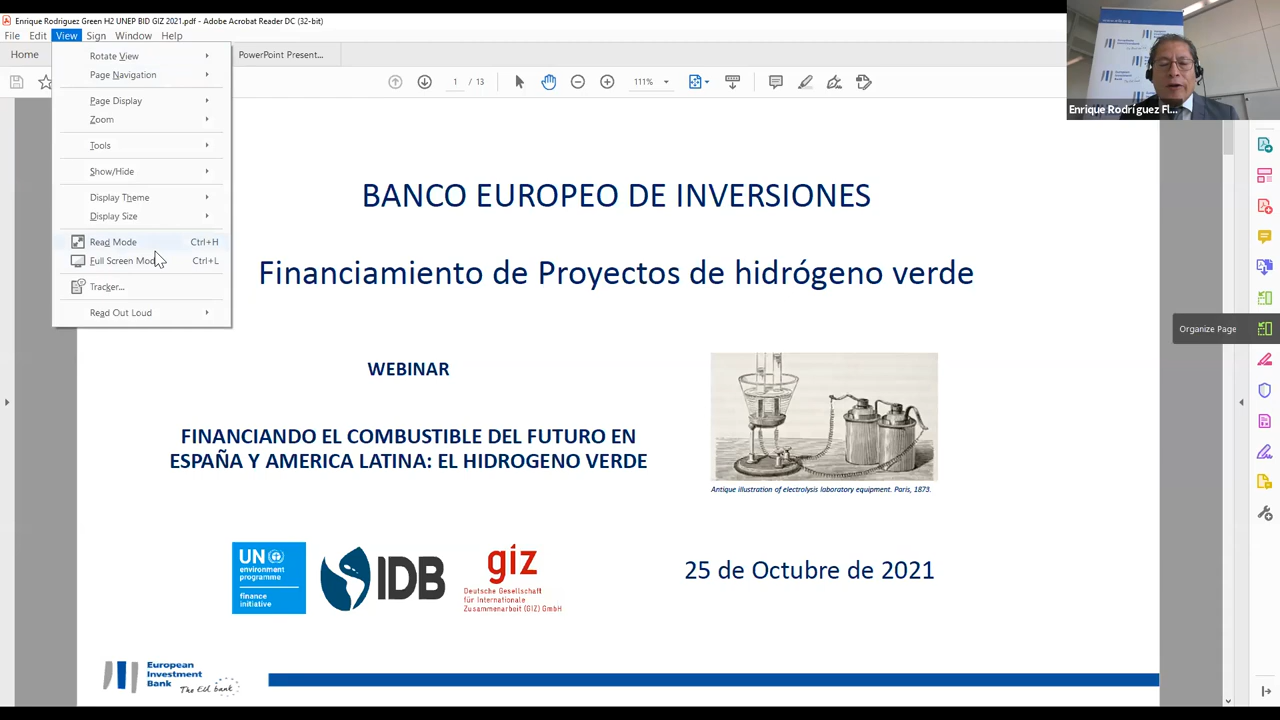 Enrique Rodriguez Green H2 UNEP BID GIZ 2021.pdf - Adobe Acrobat Reader DC (32-bit)
File Edit View Sign Window Help
Home
PowerPoint Present...
1 / 13
111%
Rotate View
Page Navigation
Page Display
Zoom
Tools
Show/Hide
Display Theme
Display Size
Read Mode Ctrl+H
Full Screen Mod Ctrl+L
Tracker...
Read Out Loud
European
Investment
Bank
Enrique Rodríguez Fl...
Organize Page
BANCO EUROPEO DE INVERSIONES
Financiamiento de Proyectos de hidrógeno verde
WEBINAR
FINANCIANDO EL COMBUSTIBLE DEL FUTURO EN
ESPAÑA Y AMERICA LATINA: EL HIDROGENO VERDE
Antique illustration of electrolysis laboratory equipment. Paris, 1873.
UN
environment
programme
finance
initiative
IDB
giz
Deutsche Gesellschaft
für Internationale
Zusammenarbeit (GIZ) GmbH
25 de Octubre de 2021
European
Investment
Bank
The EU bank